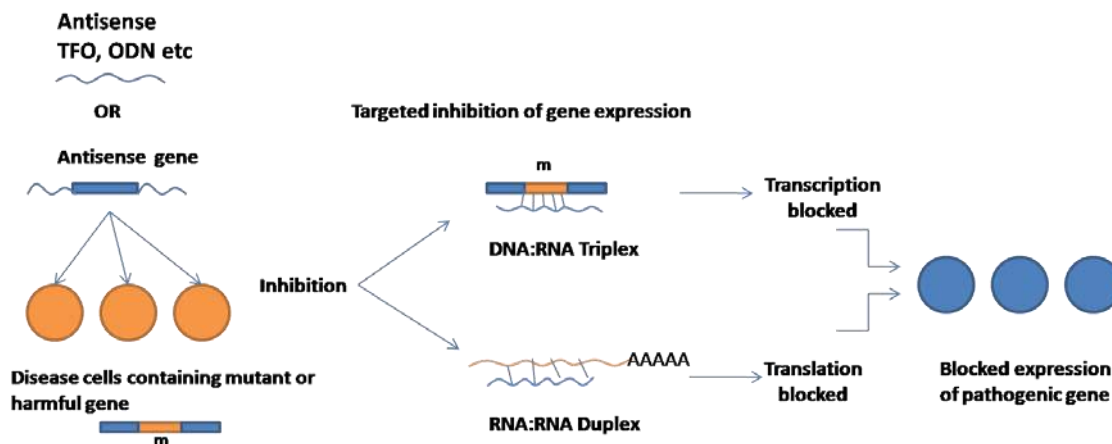 Antisense
TFO, ODN etc
OR
Antisense gene
Disease cells containing mutant or
harmful gene
m
Inhibition
Targeted inhibition of gene expression
m
DNA:RNA Triplex
AAAAA
RNA:RNA Duplex
Transcription
blocked
Translation
blocked
Blocked expression
of pathogenic gene